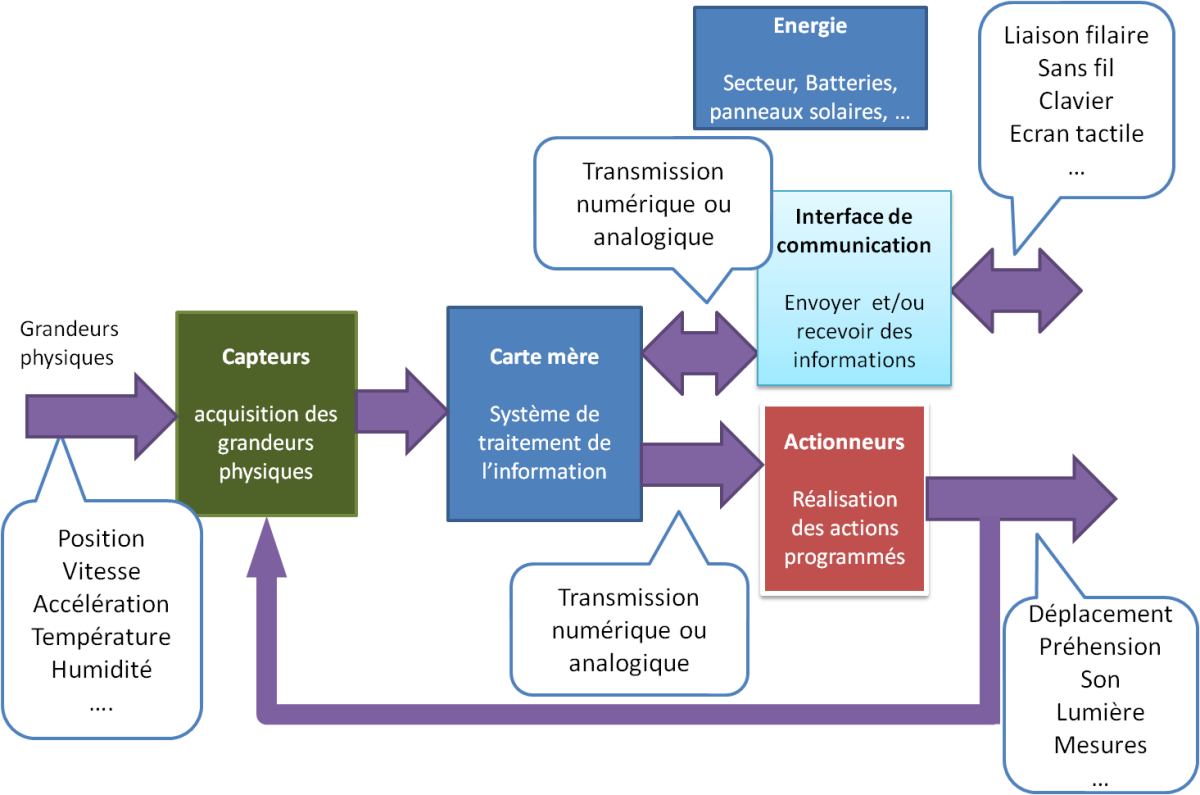 Energie
Secteur, Batteries,
panneaux solaires, ...
Liaison filaire
Sans fil
Clavier
Ecran tactile
...
Transmission
numérique ou
analogique
Interface de
communication
Envoyer et/ou
recevoir des
informations
Grandeurs
physiques
Capteurs
acquisition des
grandeurs
physiques
Carte mère
Système de
traitement de
l’information
Actionneurs
Réalisation
des actions
programmés
Position
Vitesse
Accélération
Température
Humidité
....
Transmission
numérique ou
analogique
Déplacement
Préhension
Son
Lumière
Mesures
...